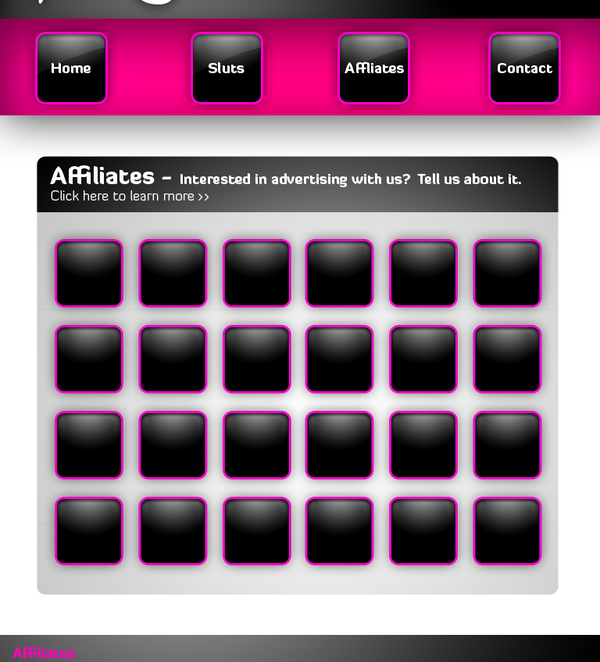 Home
Sluts
Affiliates
Contact
Affiliates - Interested in advertising with us? Tell us about it.
Click here to learn more >>
Affiliates